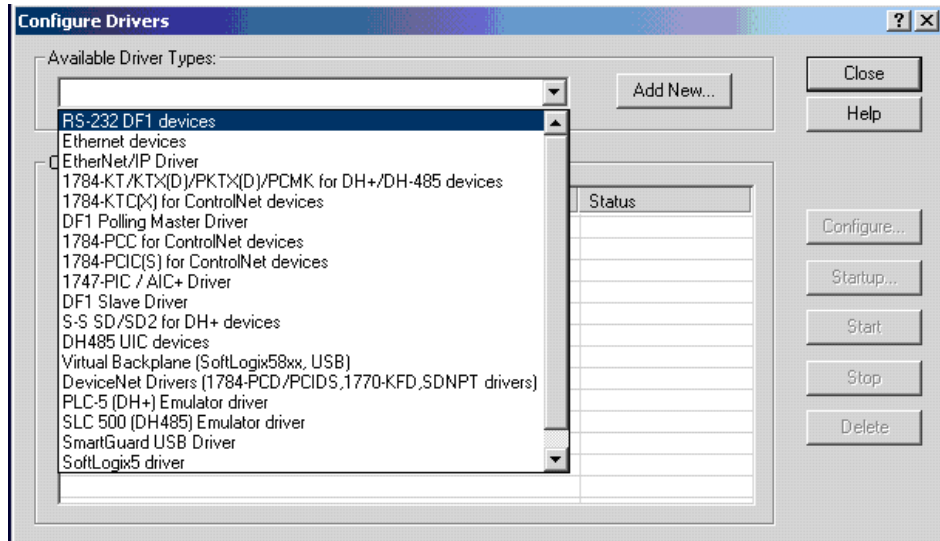 Configure Drivers
Available Driver Types:
Add New...
Close
Help
RS-232 DF1 devices
Ethernet devices
EtherNet/IP Driver
1784-KT/KTX(D)/PKTX(D)/PCMK for DH+/DH-485 devices
1784-KTC(X) for ControlNet devices
DF1 Polling Master Driver
1784-PCC for ControlNet devices
1784-PCIC(S) for ControlNet devices
1747-PIC / AIC+ Driver
DF1 Slave Driver
S-S SD/SD2 for DH+ devices
DH485 UIC devices
Virtual Backplane (SoftLogix58xx, USB)
DeviceNet Drivers (1784-PCD/PCIDS,1770-KFD,SDNPT drivers)
PLC-5 (DH+) Emulator driver
SLC 500 (DH485) Emulator driver
SmartGuard USB Driver
SoftLogix5 driver
Status
Configure...
Startup...
Start
Stop
Delete